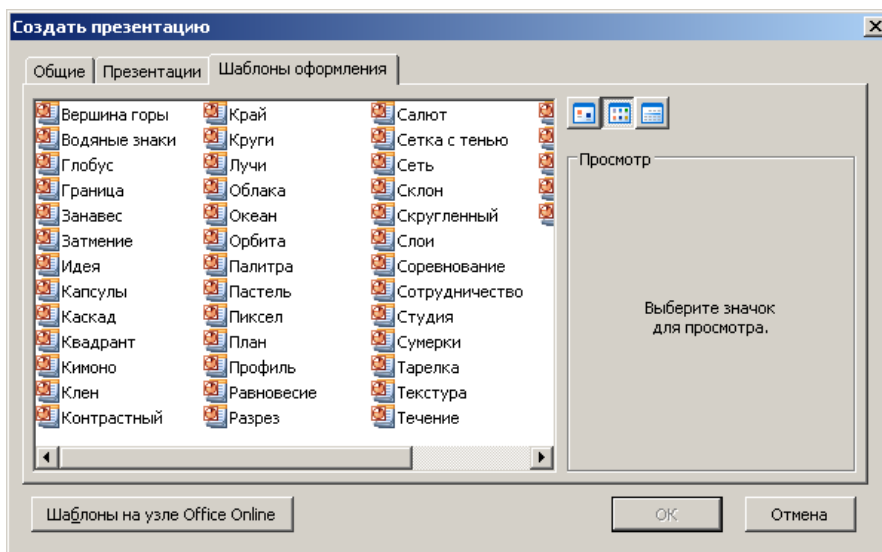 Создать презентацию
Общие
Презентации
Шаблоны оформления
Вершина горы
Водяные знаки
Глобус
Граница
Занавес
Затмение
Идея
Капсулы
Каскад
Квадрант
Кимоно
Клен
Контрастный
Край
Круги
Лучи
Облака
Океан
Орбита
Палитра
Пастель
Пиксел
План
Профиль
Равновесие
Разрез
Салют
Сетка с тенью
Сеть
Склон
Скругленный
Слои
Соревнование
Сотрудничество
Студия
Сумерки
Тарелка
Текстура
Течение
Просмотр
Выберите значок
для просмотра.
Шаблоны на узле Office Online
ОК
Отмена